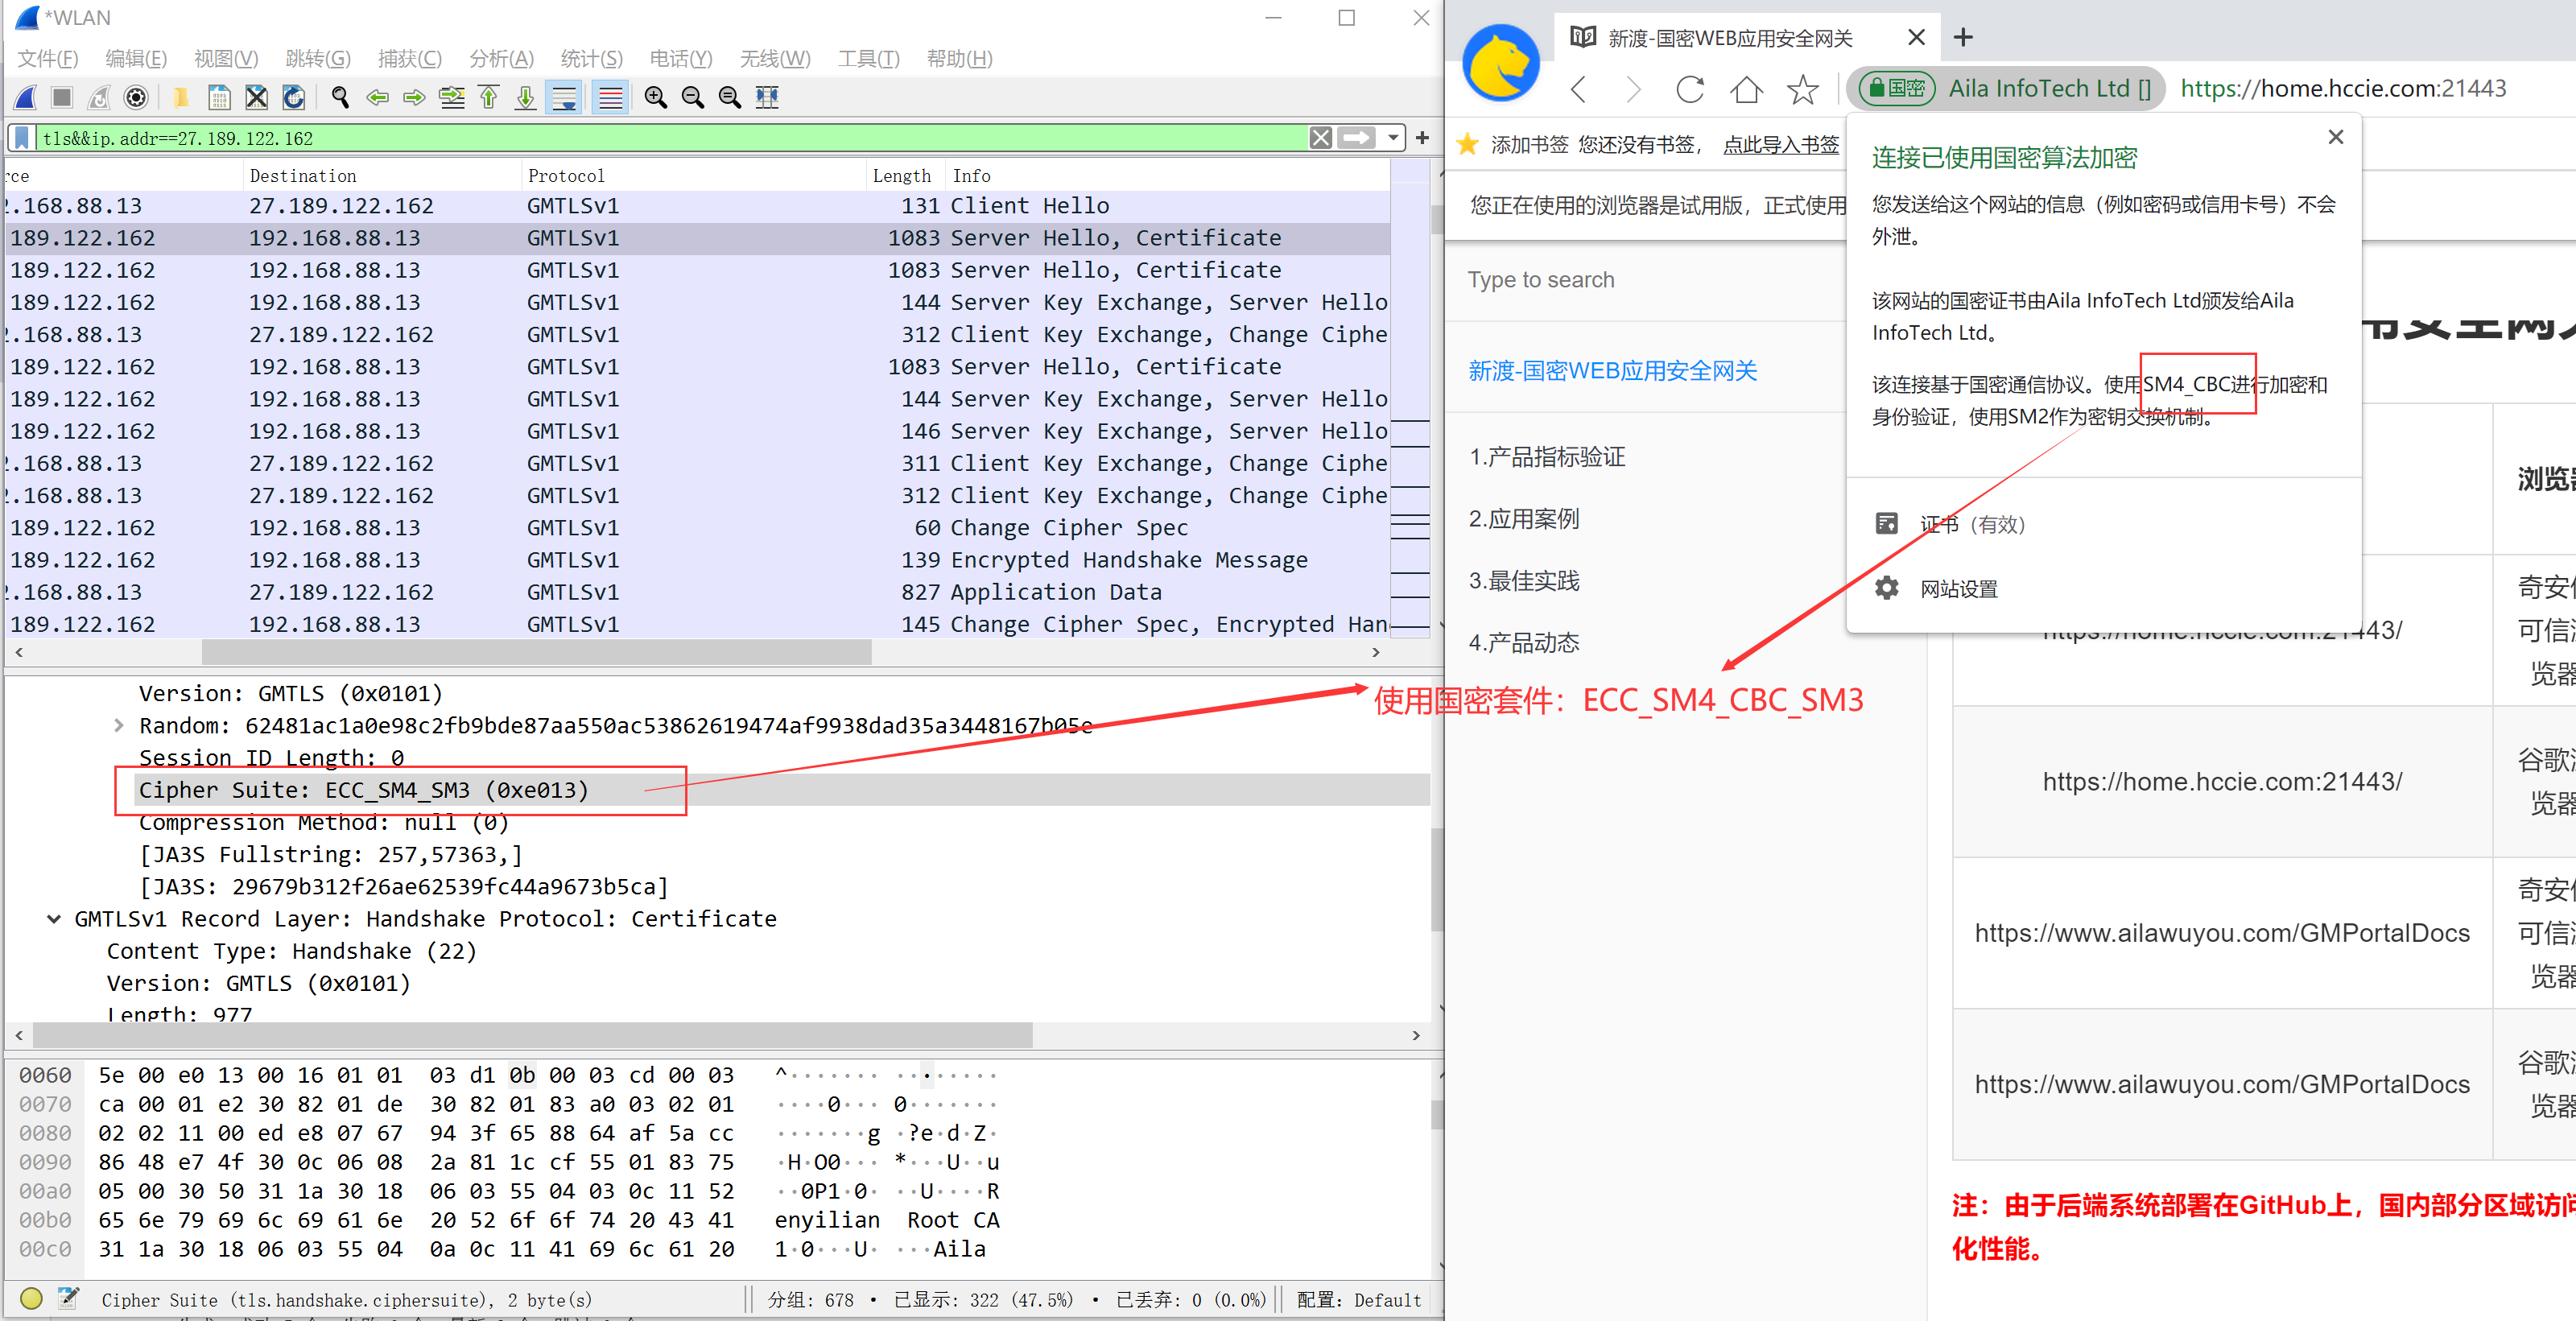 *WLAN
文件(F) 编辑(E) 视图(V) 跳转(G) 捕获(C) 分析(A) 统计(S) 电话(Y) 无线(W) 工具(T) 帮助(H)
tls&&ip.addr==27.189.122.162
rce Destination Protocol Length Info
.168.88.13 27.189.122.162 GMTLSv1 131 Client Hello
189.122.162 192.168.88.13 GMTLSv1 1083 Server Hello, Certificate
189.122.162 192.168.88.13 GMTLSv1 1083 Server Hello, Certificate
189.122.162 192.168.88.13 GMTLSv1 144 Server Key Exchange, Server Hello
.168.88.13 27.189.122.162 GMTLSv1 312 Client Key Exchange, Change Ciphe
189.122.162 192.168.88.13 GMTLSv1 1083 Server Hello, Certificate
189.122.162 192.168.88.13 GMTLSv1 144 Server Key Exchange, Server Hello
189.122.162 192.168.88.13 GMTLSv1 146 Server Key Exchange, Server Hello
.168.88.13 27.189.122.162 GMTLSv1 311 Client Key Exchange, Change Ciphe
.168.88.13 27.189.122.162 GMTLSv1 312 Client Key Exchange, Change Ciphe
189.122.162 192.168.88.13 GMTLSv1 60 Change Cipher Spec
189.122.162 192.168.88.13 GMTLSv1 139 Encrypted Handshake Message
.168.88.13 27.189.122.162 GMTLSv1 827 Application Data
189.122.162 192.168.88.13 GMTLSv1 145 Change Cipher Spec, Encrypted Han
Version: GMTLS (0x0101)
Random: 62481ac1a0e98c2fb9bde87aa550ac53862619474af9938dad35a3448167b05e
Session ID Length: 0
Cipher Suite: ECC_SM4_SM3 (0xe013)
Compression Method: null (0)
[JA3S Fullstring: 257,57363,]
[JA3S: 29679b312f26ae62539fc44a9673b5ca]
GMTLSv1 Record Layer: Handshake Protocol: Certificate
Content Type: Handshake (22)
Version: GMTLS (0x0101)
Length: 977
0060 5e 00 e0 13 00 16 01 01 03 d1 0b 00 03 cd 00 03 ^······· ········
0070 ca 00 01 e2 30 82 01 de 30 82 01 83 a0 03 02 01 ····0··· 0·······
0080 02 02 11 00 ed e8 07 67 94 3f 65 88 64 af 5a cc ·······g ·?e·d·Z·
0090 86 48 e7 4f 30 0c 06 08 2a 81 1c cf 55 01 83 75 ·H·O0··· *···U··u
00a0 05 00 30 50 31 1a 30 18 06 03 55 04 03 0c 11 52 ··0P1·0· ··U····R
00b0 65 6e 79 69 6c 69 61 6e 20 52 6f 6f 74 20 43 41 enyilian Root CA
00c0 31 1a 30 18 06 03 55 04 0a 0c 11 41 69 6c 61 20 1·0···U· ···Aila
Cipher Suite (tls.handshake.ciphersuite), 2 byte(s) 分组: 678 · 已显示: 322 (47.5%) · 已丢弃: 0 (0.0%) 配置: Default
新渡-国密WEB应用安全网关
国密 Aila InfoTech Ltd [] https://home.hccie.com:21443
添加书签 您还没有书签， 点此导入书签
您正在使用的浏览器是试用版，正式使用
Type to search
新渡-国密WEB应用安全网关
1.产品指标验证
2.应用案例
3.最佳实践
4.产品动态
连接已使用国密算法加密
您发送给这个网站的信息（例如密码或信用卡号）不会
外泄。
该网站的国密证书由Aila InfoTech Ltd颁发给Aila
InfoTech Ltd。
该连接基于国密通信协议。使用SM4_CBC进行加密和
身份验证，使用SM2作为密钥交换机制。
证书（有效）
网站设置
使用国密套件：ECC_SM4_CBC_SM3
用安全网
浏览器
https://home.hccie.com:21443/
奇安信
可信浏
览器
https://home.hccie.com:21443/
谷歌浏
览器
https://www.ailawuyou.com/GMPortalDocs
奇安信
可信浏
览器
https://www.ailawuyou.com/GMPortalDocs
谷歌浏
览器
注：由于后端系统部署在GitHub上，国内部分区域访问
化性能。